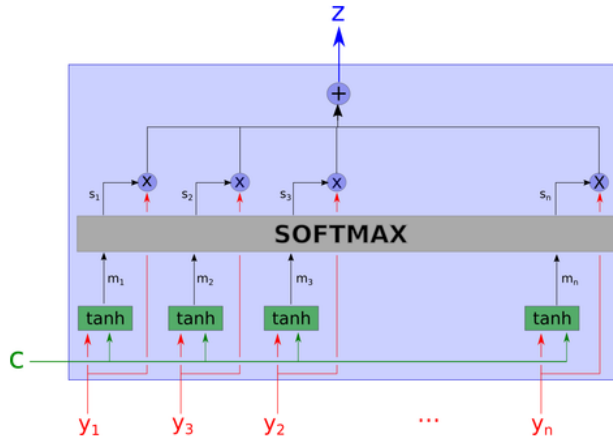 z
+
x x x x
s1 s2 s3 sn
SOFTMAX
m1 m2 m3 mn
tanh tanh tanh tanh
C
y1 y3 y2 ... yn